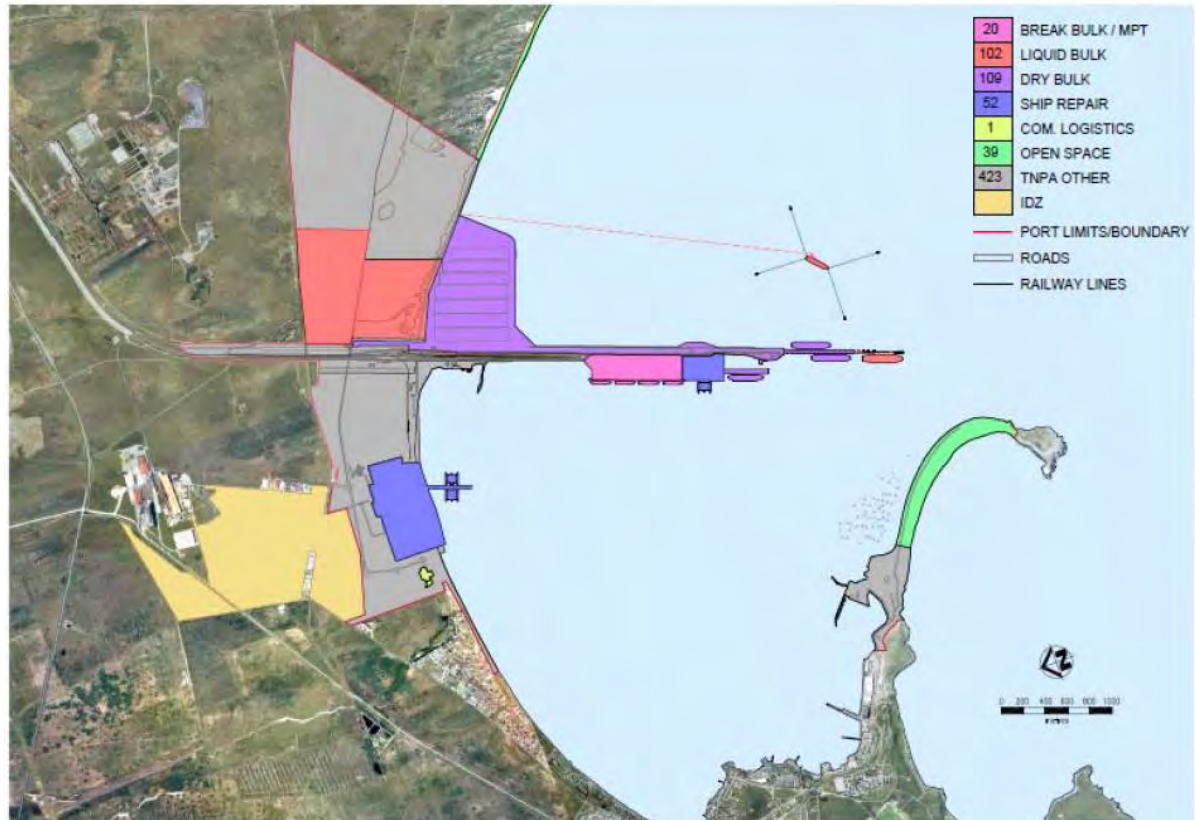 20 BREAK BULK / MPT
102 LIQUID BULK
109 DRY BULK
52 SHIP REPAIR
1 COM. LOGISTICS
39 OPEN SPACE
423 TNPA OTHER
IDZ
PORT LIMITS/BOUNDARY
ROADS
RAILWAY LINES
0 200 400 600 800 1000